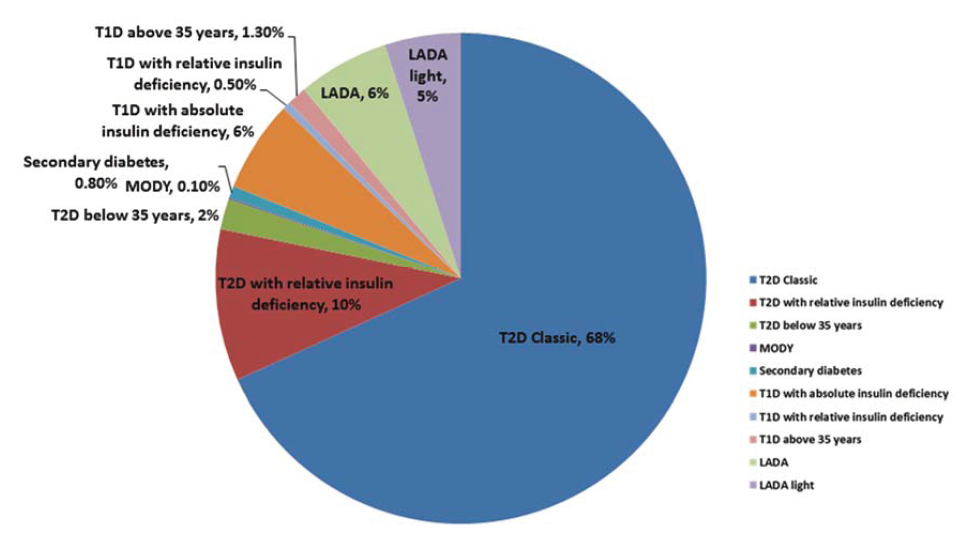 T1D above 35 years, 1.30%
T1D with relative insulin
deficiency, 0.50%
T1D with absolute
insulin deficiency, 6%
Secondary diabetes,
0.80%
MODY, 0.10%
T2D below 35 years, 2%
LADA, 6%
LADA
light,
5%
T2D with relative insulin
deficiency, 10%
T2D Classic, 68%
T2D Classic
T2D with relative insulin deficiency
T2D below 35 years
MODY
Secondary diabetes
T1D with absolute insulin deficiency
T1D with relative insulin deficiency
T1D above 35 years
LADA
LADA light